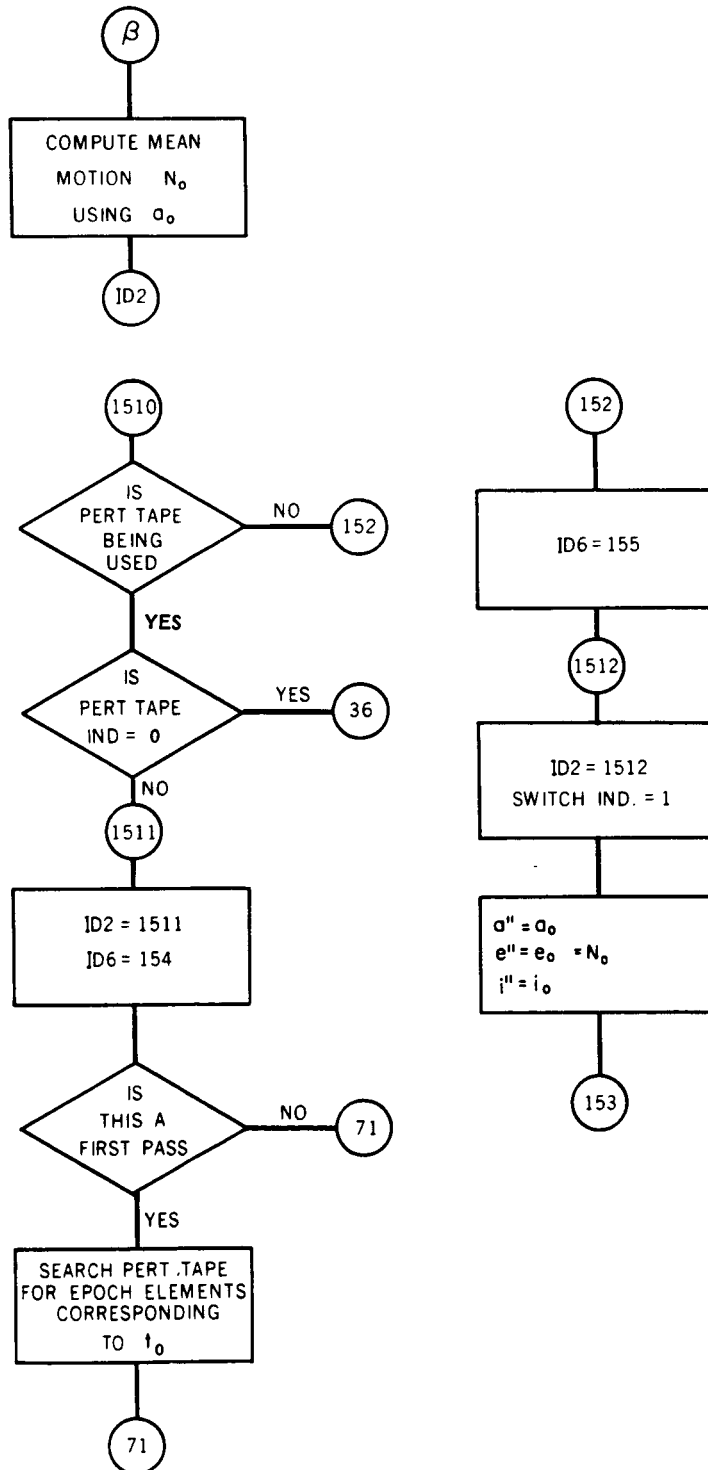 β
COMPUTE MEAN
MOTION N₀
USING a₀
ID2
1510
IS
PERT TAPE
BEING
USED
NO
152
YES
IS
PERT TAPE
IND = 0
YES
36
NO
1511
ID2 = 1511
ID6 = 154
IS
THIS A
FIRST PASS
NO
71
YES
SEARCH PERT. TAPE
FOR EPOCH ELEMENTS
CORRESPONDING
TO t₀
71
152
ID6 = 155
1512
ID2 = 1512
SWITCH IND. = 1
a" = a₀
e" = e₀ = N₀
i" = i₀
153